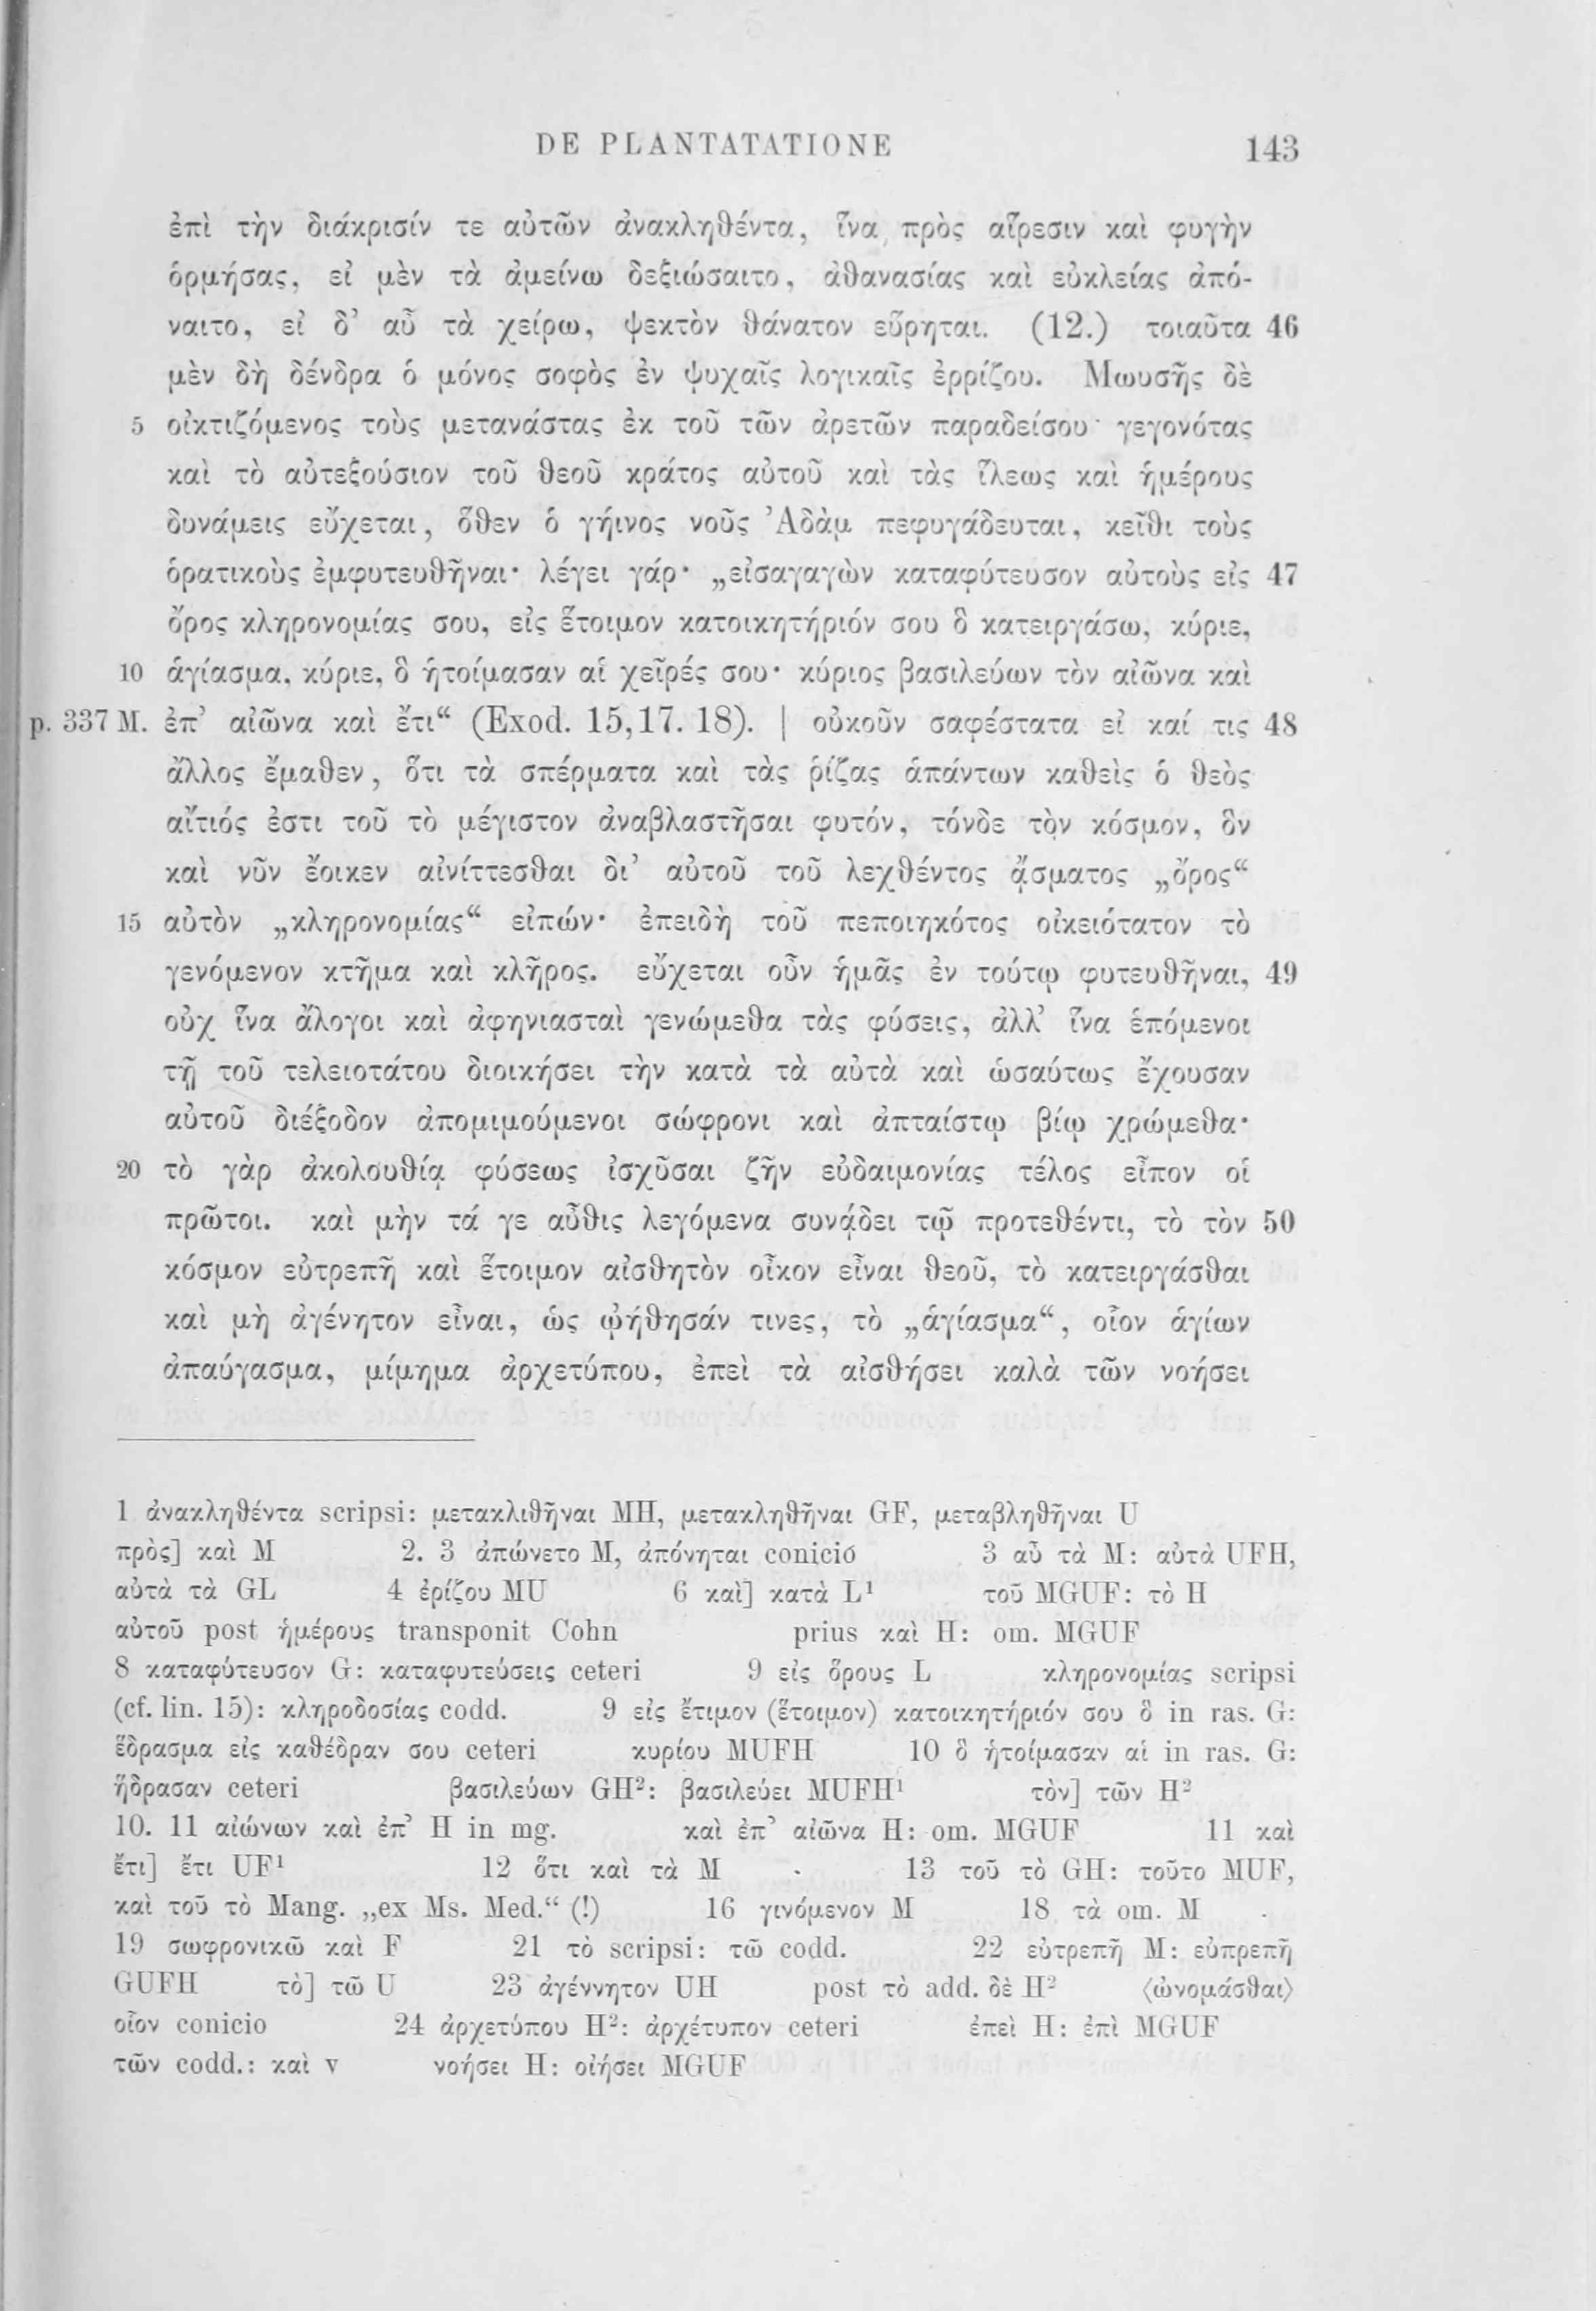 DE PLANTATATIONE 143
ἐπὶ τὴν διάκρισίν τε αὐτῶν ἀνακληθέντα, ἵνα πρὸς αἵρεσιν καὶ φυγὴν
ὁρμήσας, εἰ μὲν τὰ ἀμείνω δεξιώσαιτο, ἀθανασίας καὶ εὐκλείας ἀπό-
ναιτο, εἰ δ’ αὖ τὰ χείρω, ψεκτὸν θάνατον εὕρηται. (12.) τοιαῦτα 46
μὲν δὴ δένδρα ὁ μόνος σοφὸς ἐν ψυχαῖς λογικαῖς ἐρρίζου. Μωυσῆς δὲ
5 οἰκτιζόμενος τοὺς μετανάστας ἐκ τοῦ τῶν ἀρετῶν παραδείσου γεγονότας
καὶ τὸ αὐτεξούσιον τοῦ θεοῦ κράτος αὐτοῦ καὶ τὰς ἵλεως καὶ ἡμέρους
δυνάμεις εὔχεται, ὅθεν ὁ γήινος νοῦς Ἀδὰμ πεφυγάδευται, κεῖθι τοὺς
ὁρατικοὺς ἐμφυτευθῆναι· λέγει γάρ· „εἰσαγαγὼν καταφύτευσον αὐτοὺς εἰς 47
ὄρος κληρονομίας σου, εἰς ἕτοιμον κατοικητήριόν σου ὃ κατειργάσω, κύριε,
10 ἁγίασμα, κύριε, ὃ ἡτοίμασαν αἱ χεῖρές σου· κύριος βασιλεύων τὸν αἰῶνα καὶ
p. 337 M. ἐπ’ αἰῶνα καὶ ἔτι“ (Exod. 15,17. 18). | οὐκοῦν σαφέστατα εἰ καί τις 48
ἄλλος ἔμαθεν, ὅτι τὰ σπέρματα καὶ τὰς ῥίζας ἁπάντων καθεὶς ὁ θεὸς
αἴτιός ἐστι τοῦ τὸ μέγιστον ἀναβλαστῆσαι φυτόν, τόνδε τὸν κόσμον, ὃν
καὶ νῦν ἔοικεν αἰνίττεσθαι δι’ αὐτοῦ τοῦ λεχθέντος ᾄσματος „ὄρος“
15 αὐτὸν „κληρονομίας“ εἰπών· ἐπειδὴ τοῦ πεποιηκότος οἰκειότατον τὸ
γενόμενον κτῆμα καὶ κλῆρος. εὔχεται οὖν ἡμᾶς ἐν τούτῳ φυτευθῆναι, 49
οὐχ ἵνα ἄλογοι καὶ ἀφηνιασταὶ γενώμεθα τὰς φύσεις, ἀλλ’ ἵνα ἑπόμενοι
τῇ τοῦ τελειοτάτου διοικήσει τὴν κατὰ τὰ αὐτὰ καὶ ὡσαύτως ἔχουσαν
αὐτοῦ διέξοδον ἀπομιμούμενοι σώφρονι καὶ ἀπταίστῳ βίῳ χρώμεθα·
20 τὸ γὰρ ἀκολουθίᾳ φύσεως ἰσχῦσαι ζῆν εὐδαιμονίας τέλος εἶπον οἱ
πρῶτοι. καὶ μὴν τά γε αὖθις λεγόμενα συνᾴδει τῷ προτεθέντι, τὸ τὸν 50
κόσμον εὐτρεπῆ καὶ ἕτοιμον αἰσθητὸν οἶκον εἶναι θεοῦ, τὸ κατειργάσθαι
καὶ μὴ ἀγένητον εἶναι, ὡς ᾠήθησάν τινες, τὸ „ἁγίασμα“, οἷον ἁγίων
ἀπαύγασμα, μίμημα ἀρχετύπου, ἐπεὶ τὰ αἰσθήσει καλὰ τῶν νοήσει
1 ἀνακληθέντα scripsi: μετακλιθῆναι MH, μετακληθῆναι GF, μεταβληθῆναι U
πρὸς] καὶ M 2. 3 ἀπώνετο M, ἀπόνηται conicio 3 αὖ τὰ M: αὐτὰ UFH,
αὐτὰ τὰ GL 4 ἐρίζου MU 6 καὶ] κατὰ L¹ τοῦ MGUF: τὸ H
αὐτοῦ post ἡμέρους transponit Cohn prius καὶ H: om. MGUF
8 καταφύτευσον G: καταφυτεύσεις ceteri 9 εἰς ὅρους L κληρονομίας scripsi
(cf. lin. 15): κληροδοσίας codd. 9 εἰς ἔτιμον (ἕτοιμον) κατοικητήριόν σου ὃ in ras. G:
ἕδρασμα εἰς καθέδραν σου ceteri κυρίου MUFH 10 ὃ ἡτοίμασαν αἱ in ras. G:
ἥδρασαν ceteri βασιλεύων GH²: βασιλεύει MUFH¹ τὸν] τῶν H²
10. 11 αἰώνων καὶ ἐπ’ H in mg. καὶ ἐπ’ αἰῶνα H: om. MGUF 11 καὶ
ἔτι] ἔτι UF¹ 12 ὅτι καὶ τὰ M 13 τοῦ τὸ GH: τοῦτο MUF,
καὶ τοῦ τὸ Mang. „ex Ms. Med.“ (!) 16 γινόμενον M 18 τὰ om. M
19 σωφρονικῶ καὶ F 21 τὸ scripsi: τῶ codd. 22 εὐτρεπῆ M: εὐπρεπῆ
GUFH τὸ] τῶ U 23 ἀγέννητον UH post τὸ add. δὲ H² ⟨ὠνομάσθαι⟩
οἷον conicio 24 ἀρχετύπου H²: ἀρχέτυπον ceteri ἐπεὶ H: ἐπὶ MGUF
τῶν codd.: καὶ v νοήσει H: οἰήσει MGUF